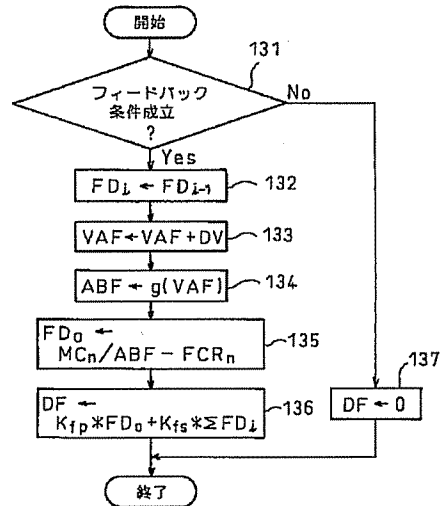 開始
131
フィードバック
条件成立
?
No
Yes
FDi ← FDi-1
132
VAF←VAF+DV
133
ABF ← g(VAF)
134
FD0 ←
MCn/ABF − FCRn
135
DF ←
Kfp*FD0+Kfs*ΣFDi
136
137
DF ← 0
終了